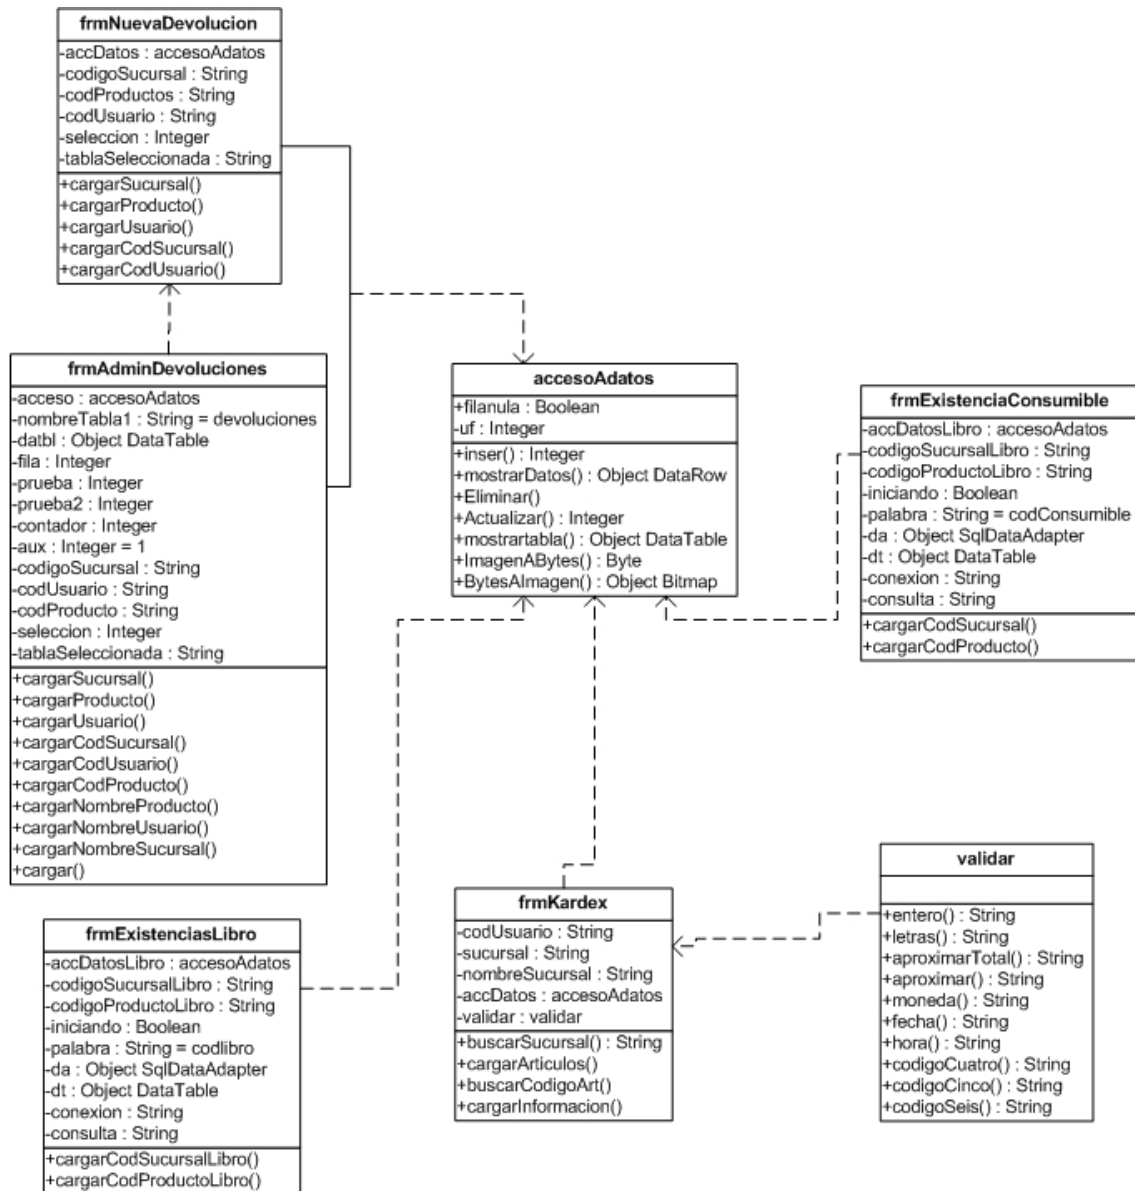 frmNuevaDevolucion
-accDatos : accesoAdatos
-codigoSucursal : String
-codProductos : String
-codUsuario : String
-seleccion : Integer
-tablaSeleccionada : String
+cargarSucursal()
+cargarProducto()
+cargarUsuario()
+cargarCodSucursal()
+cargarCodUsuario()
frmAdminDevoluciones
-acceso : accesoAdatos
-nombreTabla1 : String = devoluciones
-datbl : Object DataTable
-fila : Integer
-prueba : Integer
-prueba2 : Integer
-contador : Integer
-aux : Integer = 1
-codigoSucursal : String
-codUsuario : String
-codProducto : String
-seleccion : Integer
-tablaSeleccionada : String
+cargarSucursal()
+cargarProducto()
+cargarUsuario()
+cargarCodSucursal()
+cargarCodUsuario()
+cargarCodProducto()
+cargarNombreProducto()
+cargarNombreUsuario()
+cargarNombreSucursal()
+cargar()
accesoAdatos
+filanula : Boolean
-uf : Integer
+inser() : Integer
+mostrarDatos() : Object DataRow
+Eliminar()
+Actualizar() : Integer
+mostrartabla() : Object DataTable
+ImagenABytes() : Byte
+BytesAImagen() : Object Bitmap
frmExistenciaConsumible
-accDatosLibro : accesoAdatos
-codigoSucursalLibro : String
-codigoProductoLibro : String
-iniciando : Boolean
-palabra : String = codConsumible
-da : Object SqlDataAdapter
-dt : Object DataTable
-conexion : String
-consulta : String
+cargarCodSucursal()
+cargarCodProducto()
frmExistenciasLibro
-accDatosLibro : accesoAdatos
-codigoSucursalLibro : String
-codigoProductoLibro : String
-iniciando : Boolean
-palabra : String = codlibro
-da : Object SqlDataAdapter
-dt : Object DataTable
-conexion : String
-consulta : String
+cargarCodSucursalLibro()
+cargarCodProductoLibro()
frmKardex
-codUsuario : String
-sucursal : String
-nombreSucursal : String
-accDatos : accesoAdatos
-validar : validar
+buscarSucursal() : String
+cargarArticulos()
+buscarCodigoArt()
+cargarInformacion()
validar
+entero() : String
+letras() : String
+aproximarTotal() : String
+aproximar() : String
+moneda() : String
+fecha() : String
+hora() : String
+codigoCuatro() : String
+codigoCinco() : String
+codigoSeis() : String